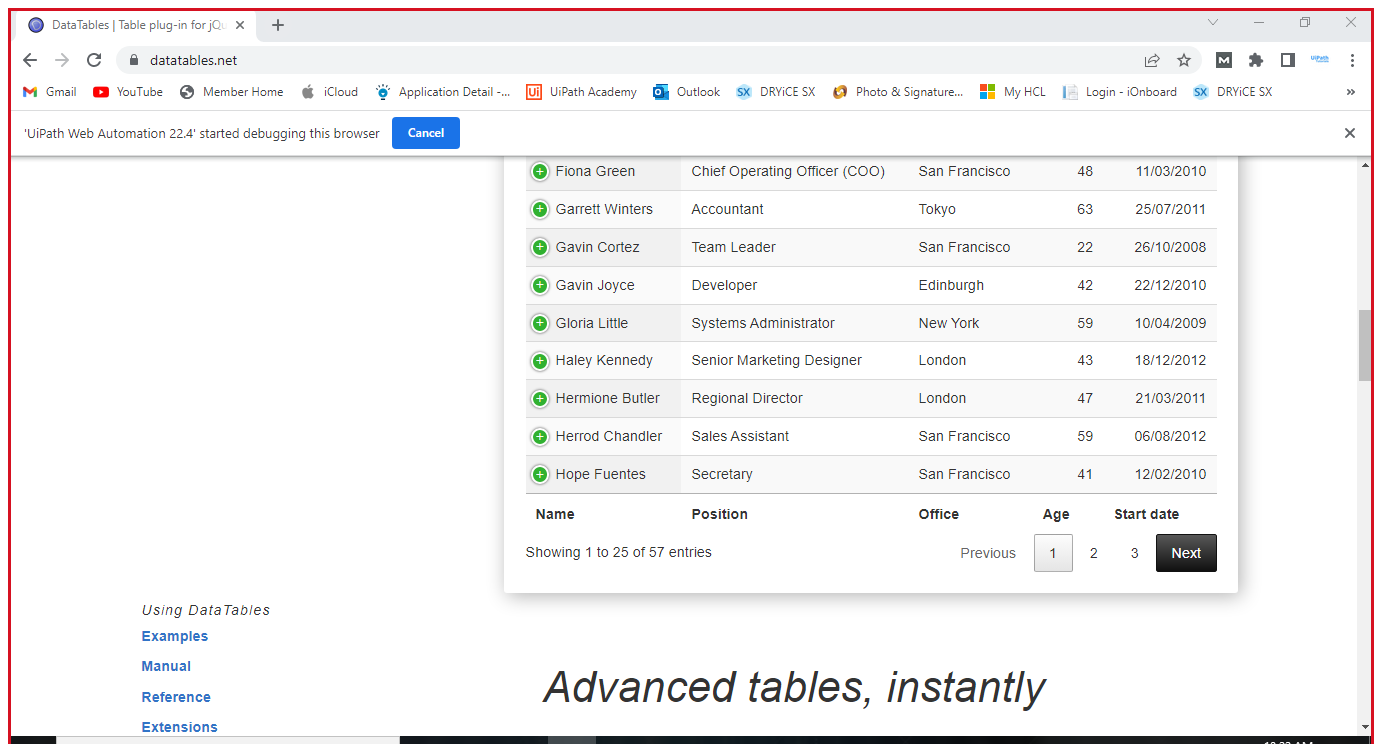 DataTables | Table plug-in for jQu
datatables.net
Gmail YouTube Member Home iCloud Application Detail -... UiPath Academy Outlook DRYiCE SX Photo & Signature... My HCL Login - iOnboard DRYiCE SX »
'UiPath Web Automation 22.4' started debugging this browser Cancel
Fiona Green Chief Operating Officer (COO) San Francisco 48 11/03/2010
Garrett Winters Accountant Tokyo 63 25/07/2011
Gavin Cortez Team Leader San Francisco 22 26/10/2008
Gavin Joyce Developer Edinburgh 42 22/12/2010
Gloria Little Systems Administrator New York 59 10/04/2009
Haley Kennedy Senior Marketing Designer London 43 18/12/2012
Hermione Butler Regional Director London 47 21/03/2011
Herrod Chandler Sales Assistant San Francisco 59 06/08/2012
Hope Fuentes Secretary San Francisco 41 12/02/2010
Name Position Office Age Start date
Showing 1 to 25 of 57 entries Previous 1 2 3 Next
Using DataTables
Examples
Manual
Reference
Extensions
Advanced tables, instantly